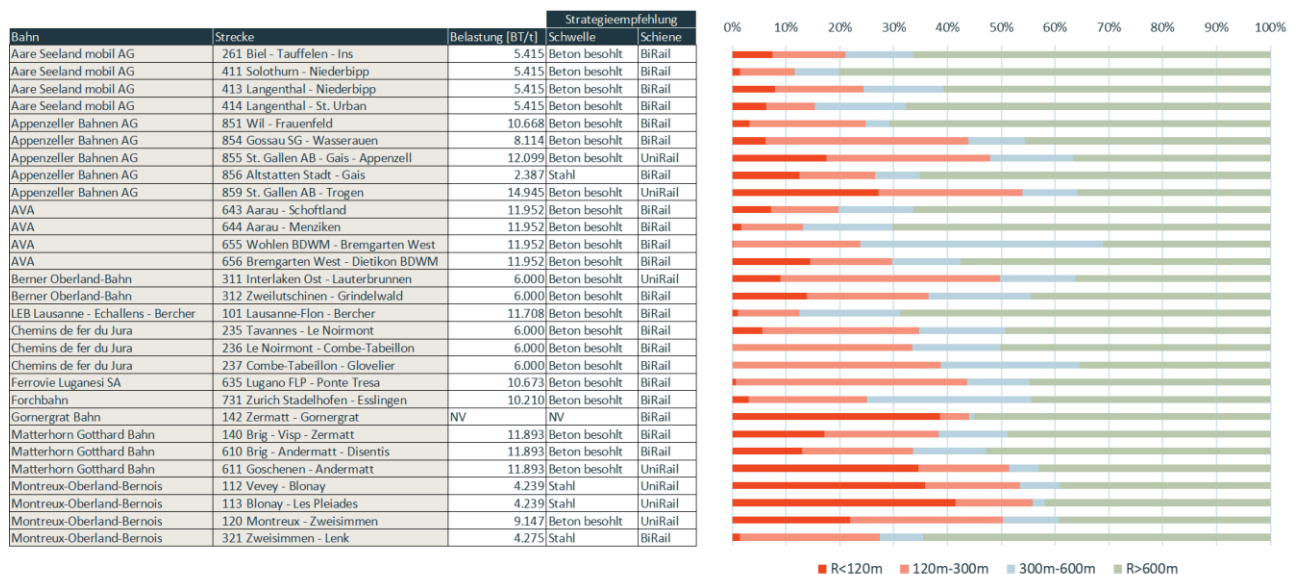 Strategieempfehlung
Bahn Strecke Belastung [BT/t] Schwelle Schiene
Aare Seeland mobil AG 261 Biel - Tauffelen - Ins 5.415 Beton besohlt BiRail
Aare Seeland mobil AG 411 Solothurn - Niederbipp 5.415 Beton besohlt BiRail
Aare Seeland mobil AG 413 Langenthal - Niederbipp 5.415 Beton besohlt BiRail
Aare Seeland mobil AG 414 Langenthal - St. Urban 5.415 Beton besohlt BiRail
Appenzeller Bahnen AG 851 Wil - Frauenfeld 10.668 Beton besohlt BiRail
Appenzeller Bahnen AG 854 Gossau SG - Wasserauen 8.114 Beton besohlt BiRail
Appenzeller Bahnen AG 855 St. Gallen AB - Gais - Appenzell 12.099 Beton besohlt UniRail
Appenzeller Bahnen AG 856 Altstatten Stadt - Gais 2.387 Stahl BiRail
Appenzeller Bahnen AG 859 St. Gallen AB - Trogen 14.945 Beton besohlt UniRail
AVA 643 Aarau - Schoftland 11.952 Beton besohlt BiRail
AVA 644 Aarau - Menziken 11.952 Beton besohlt BiRail
AVA 655 Wohlen BDWM - Bremgarten West 11.952 Beton besohlt BiRail
AVA 656 Bremgarten West - Dietikon BDWM 11.952 Beton besohlt BiRail
Berner Oberland-Bahn 311 Interlaken Ost - Lauterbrunnen 6.000 Beton besohlt UniRail
Berner Oberland-Bahn 312 Zweilutschinen - Grindelwald 6.000 Beton besohlt BiRail
LEB Lausanne - Echallens - Bercher 101 Lausanne-Flon - Bercher 11.708 Beton besohlt BiRail
Chemins de fer du Jura 235 Tavannes - Le Noirmont 6.000 Beton besohlt BiRail
Chemins de fer du Jura 236 Le Noirmont - Combe-Tabeillon 6.000 Beton besohlt BiRail
Chemins de fer du Jura 237 Combe-Tabeillon - Glovelier 6.000 Beton besohlt BiRail
Ferrovie Luganesi SA 635 Lugano FLP - Ponte Tresa 10.673 Beton besohlt BiRail
Forchbahn 731 Zurich Stadelhofen - Esslingen 10.210 Beton besohlt BiRail
Gornergrat Bahn 142 Zermatt - Gornergrat NV NV BiRail
Matterhorn Gotthard Bahn 140 Brig - Visp - Zermatt 11.893 Beton besohlt BiRail
Matterhorn Gotthard Bahn 610 Brig - Andermatt - Disentis 11.893 Beton besohlt BiRail
Matterhorn Gotthard Bahn 611 Goschenen - Andermatt 11.893 Beton besohlt UniRail
Montreux-Oberland-Bernois 112 Vevey - Blonay 4.239 Stahl UniRail
Montreux-Oberland-Bernois 113 Blonay - Les Pleiades 4.239 Stahl UniRail
Montreux-Oberland-Bernois 120 Montreux - Zweisimmen 9.147 Beton besohlt UniRail
Montreux-Oberland-Bernois 321 Zweisimmen - Lenk 4.275 Stahl BiRail
0% 10% 20% 30% 40% 50% 60% 70% 80% 90% 100%
R<120m 120m-300m 300m-600m R>600m